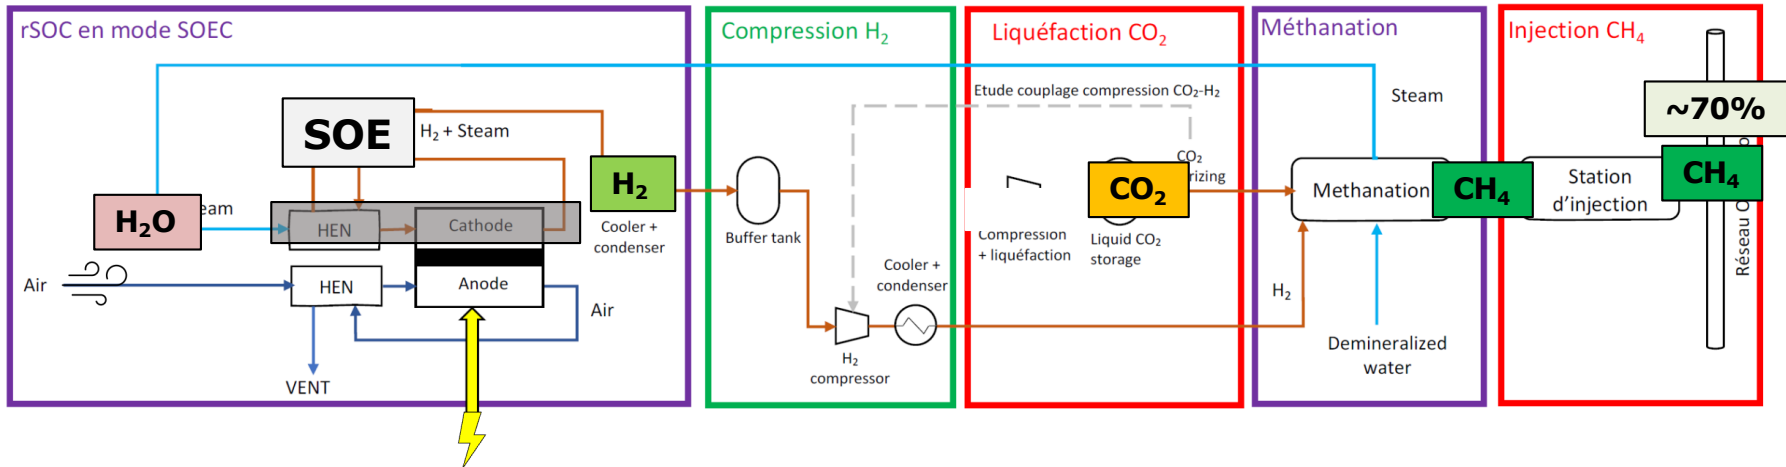 rSOC en mode SOEC
SOE
H₂ + Steam
H₂O
HEN
Cathode
H₂
Cooler +
condenser
Air
HEN
Anode
Air
VENT
Compression H₂
Buffer tank
Cooler +
condenser
H₂
compressor
Liquéfaction CO₂
Etude couplage compression CO₂-H₂
CO₂
CO₂
Compression
+ liquéfaction
Liquid CO₂
storage
Méthanation
Steam
Methanation
CH₄
H₂
Demineralized
water
Injection CH₄
~70%
CH₄
Station
d'injection
Réseau